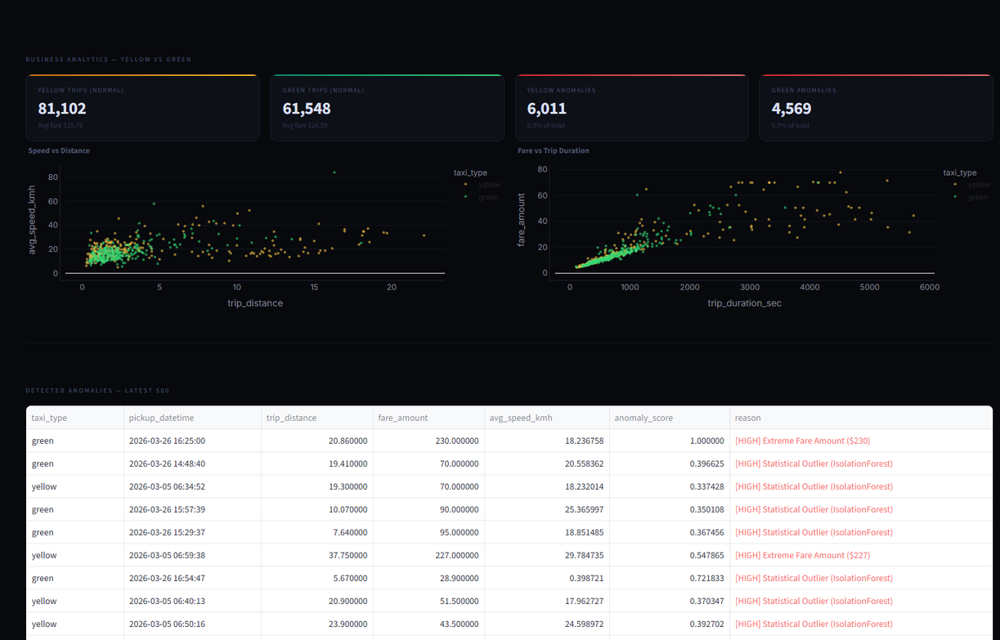 BUSINESS ANALYTICS — YELLOW VS GREEN
YELLOW TRIPS (NORMAL)
81,102
Avg fare $18.76
GREEN TRIPS (NORMAL)
61,548
Avg fare $16.99
YELLOW ANOMALIES
6,011
6.9% of total
GREEN ANOMALIES
4,569
6.9% of total
Speed vs Distance
avg_speed_kmh
80
60
40
20
0
0 5 10 15 20
trip_distance
taxi_type
yellow
green
Fare vs Trip Duration
fare_amount
80
60
40
20
0
0 1000 2000 3000 4000 5000 6000
trip_duration_sec
taxi_type
yellow
green
DETECTED ANOMALIES — LATEST 500
taxi_type pickup_datetime trip_distance fare_amount avg_speed_kmh anomaly_score reason
green 2026-03-26 16:25:00 20.860000 230.000000 18.236758 1.000000 [HIGH] Extreme Fare Amount ($230)
green 2026-03-26 14:48:40 19.410000 70.000000 20.558362 0.396625 [HIGH] Statistical Outlier (IsolationForest)
yellow 2026-03-05 06:34:52 19.300000 70.000000 18.232014 0.337428 [HIGH] Statistical Outlier (IsolationForest)
green 2026-03-26 15:57:39 10.070000 90.000000 25.365997 0.350108 [HIGH] Statistical Outlier (IsolationForest)
green 2026-03-26 15:29:37 7.640000 95.000000 18.851485 0.367456 [HIGH] Statistical Outlier (IsolationForest)
yellow 2026-03-05 06:59:38 37.750000 227.000000 29.784735 0.547865 [HIGH] Extreme Fare Amount ($227)
green 2026-03-26 16:54:47 5.670000 28.900000 0.398721 0.721833 [HIGH] Statistical Outlier (IsolationForest)
yellow 2026-03-05 06:40:13 20.900000 51.500000 17.962727 0.370347 [HIGH] Statistical Outlier (IsolationForest)
yellow 2026-03-05 06:50:16 23.900000 43.500000 24.598972 0.392702 [HIGH] Statistical Outlier (IsolationForest)